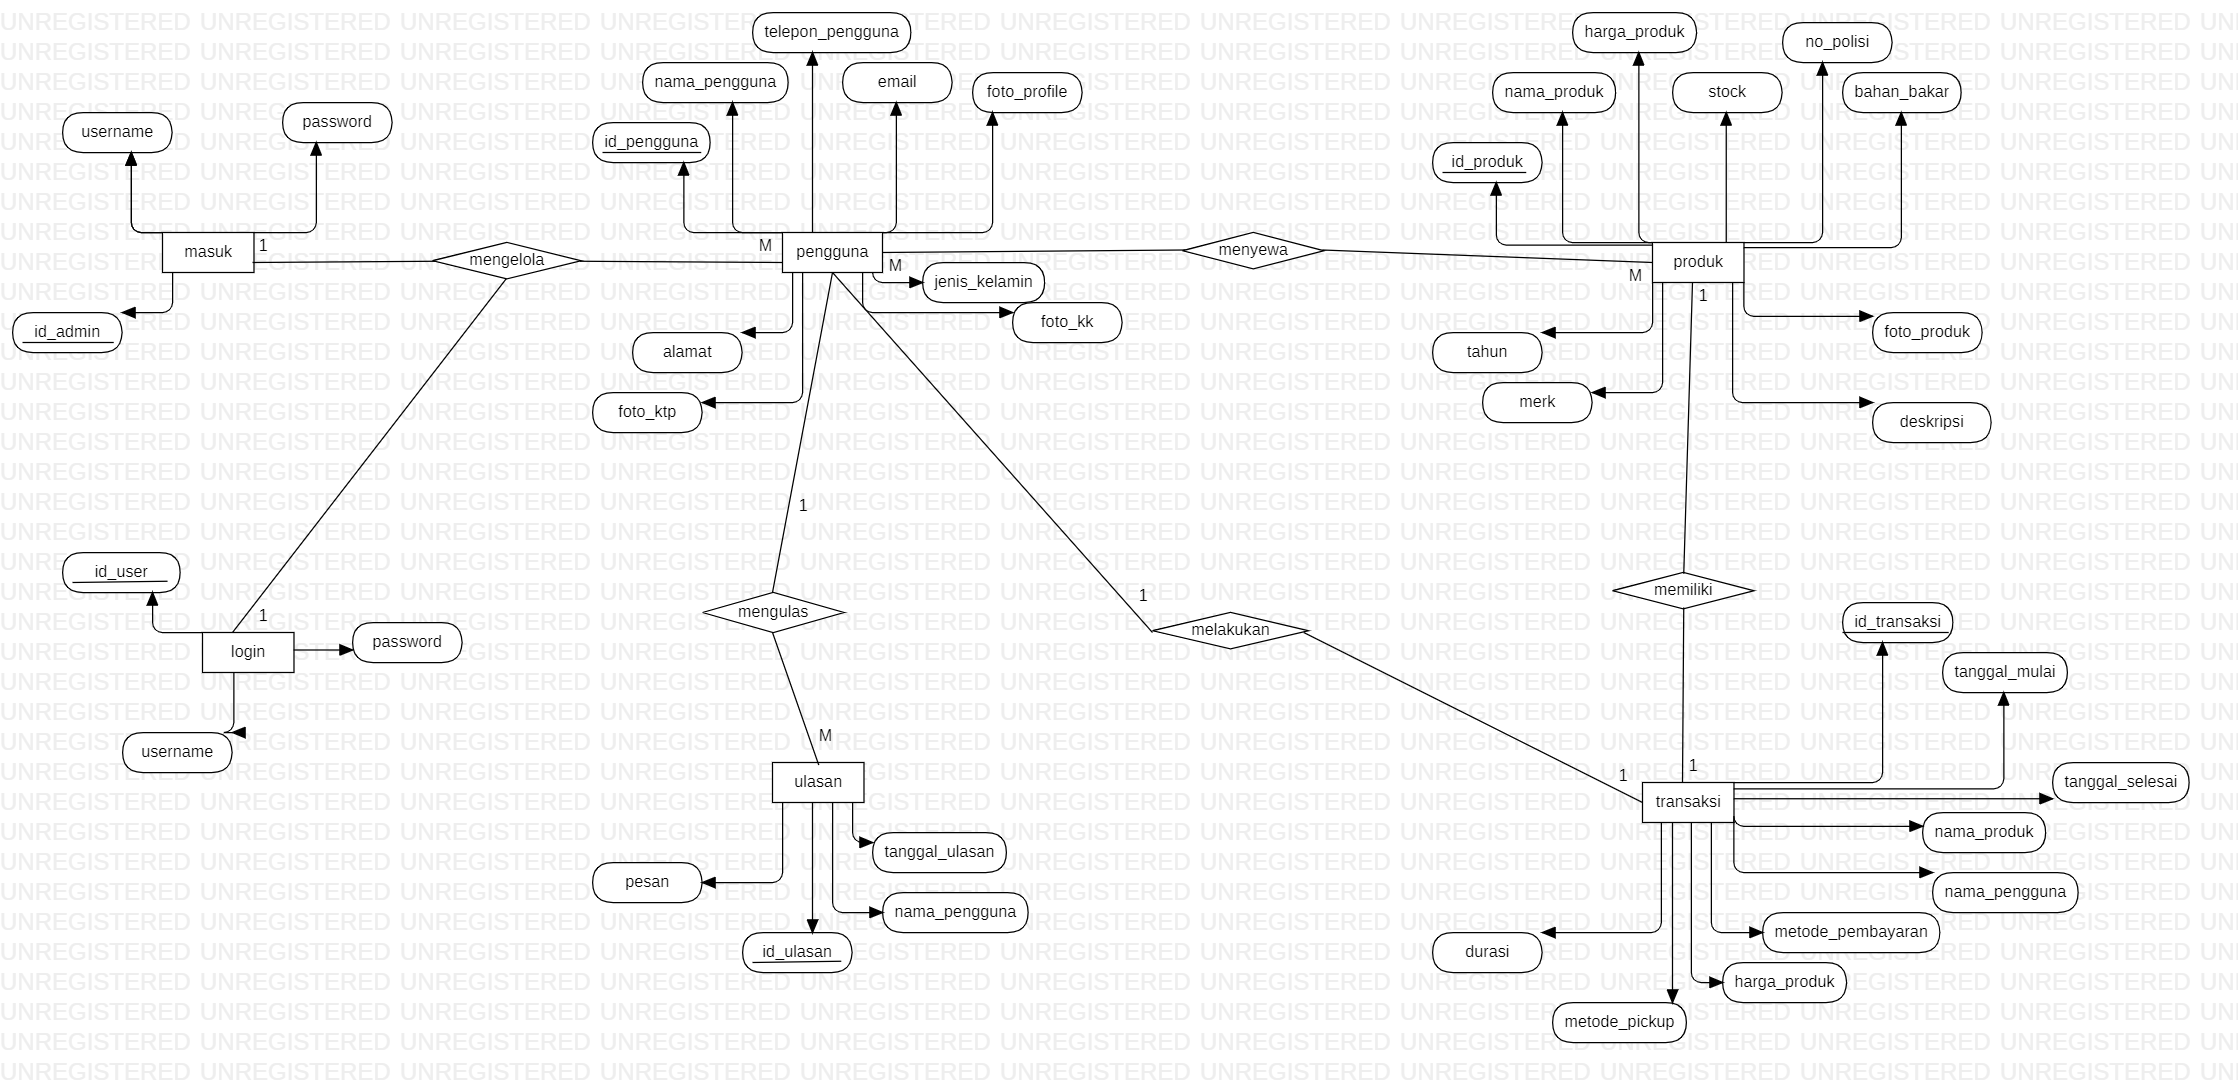 telepon_pengguna
harga_produk
no_polisi
nama_pengguna
email
foto_profile
nama_produk
stock
bahan_bakar
username
password
id_pengguna
id_produk
masuk
1
mengelola
M
pengguna
M
menyewa
M
produk
1
jenis_kelamin
foto_kk
id_admin
alamat
tahun
foto_produk
foto_ktp
merk
deskripsi
1
id_user
1
login
password
username
mengulas
1
melakukan
memiliki
id_transaksi
tanggal_mulai
M
ulasan
1
1
transaksi
tanggal_selesai
nama_produk
tanggal_ulasan
pesan
nama_pengguna
nama_pengguna
id_ulasan
durasi
metode_pembayaran
harga_produk
metode_pickup
UNREGISTERED